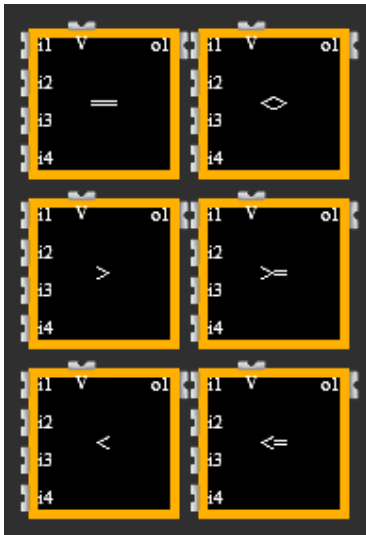 i1 V o1 i1 V o1
i2 i2
== <>
i3 i3
i4 i4
i1 V o1 i1 V o1
i2 i2
> >=
i3 i3
i4 i4
i1 V o1 i1 V o1
i2 i2
< <=
i3 i3
i4 i4